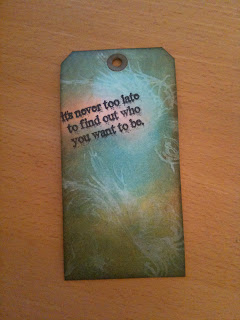 It's never too late
to find out who
you want to be.